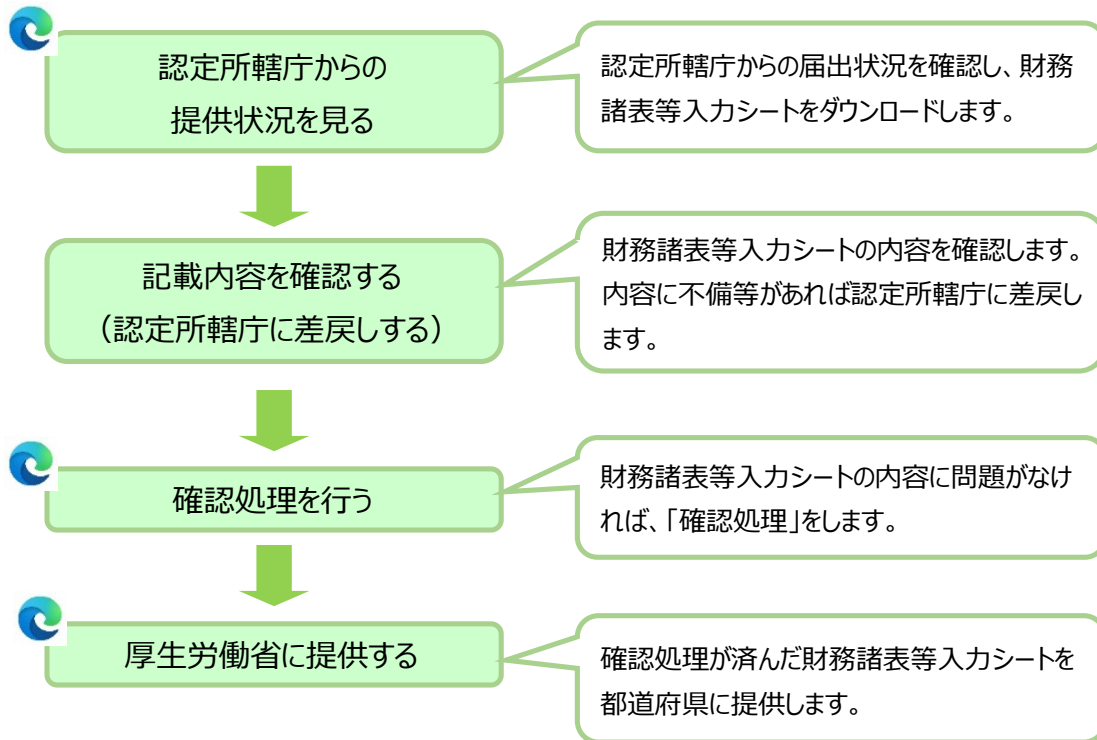 認定所轄庁からの
提供状況を見る
認定所轄庁からの届出状況を確認し、財務
諸表等入力シートをダウンロードします。
記載内容を確認する
（認定所轄庁に差戻しする）
財務諸表等入力シートの内容を確認します。
内容に不備等があれば認定所轄庁に差戻し
ます。
確認処理を行う
財務諸表等入力シートの内容に問題がなけ
れば、「確認処理」をします。
厚生労働省に提供する
確認処理が済んだ財務諸表等入力シートを
都道府県に提供します。